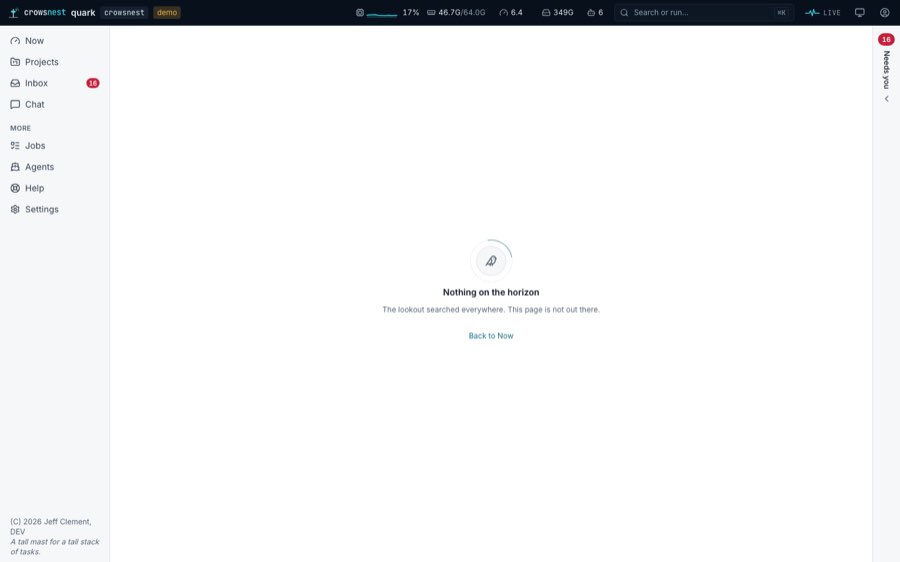 crowsnest quark crowsnest demo
17% 46.7G/64.0G 6.4 349G 6
Search or run... ⌘K
LIVE
Now
Projects
Inbox 16
Chat
MORE
Jobs
Agents
Help
Settings
Nothing on the horizon
The lookout searched everywhere. This page is not out there.
Back to Now
16
Needs you
(C) 2026 Jeff Clement,
DEV
A tall mast for a tall stack
of tasks.